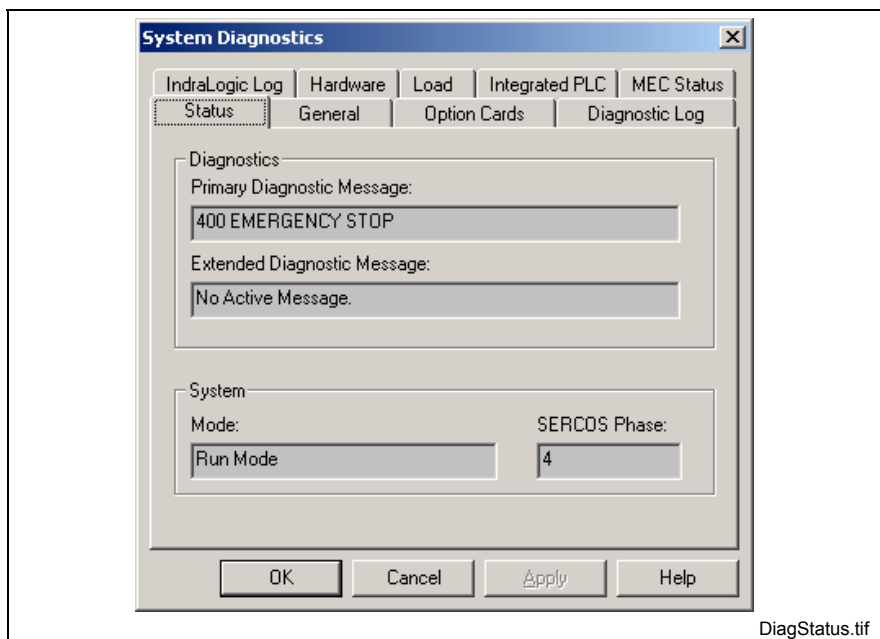 System Diagnostics
IndraLogic Log Hardware Load Integrated PLC MEC Status
Status General Option Cards Diagnostic Log
Diagnostics
Primary Diagnostic Message:
400 EMERGENCY STOP
Extended Diagnostic Message:
No Active Message.
System
Mode: SERCOS Phase:
Run Mode 4
OK Cancel Apply Help
DiagStatus.tif